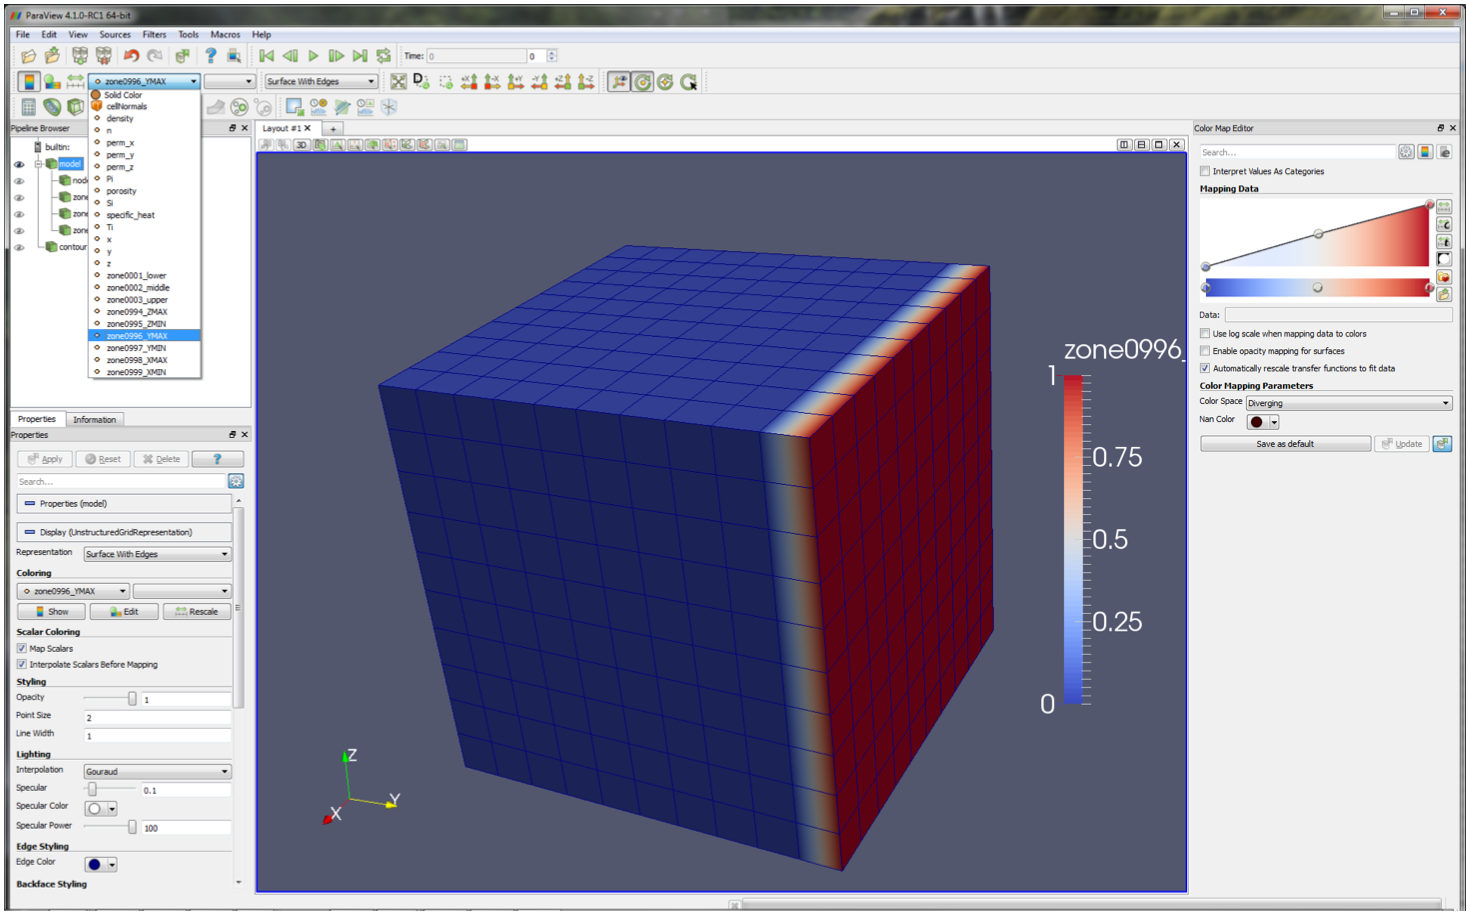 ParaView 4.1.0-RC1 64-bit
File Edit View Sources Filters Tools Macros Help
Time: 0 0
zone0996_YMAX Surface With Edges
Solid Color
cellNormals
density
n
perm_x
perm_y
perm_z
Pi
porosity
Si
specific_heat
Ti
x
y
z
zone0001_lower
zone0002_middle
zone0003_upper
zone0994_ZMAX
zone0995_ZMIN
zone0996_YMAX
zone0997_YMIN
zone0998_XMAX
zone0999_XMIN
Pipeline Browser
builtin:
model
nod
zone
zone
zone
contour
Properties Information
Properties
Apply Reset Delete ?
Search...
Properties (model)
Display (UnstructuredGridRepresentation)
Representation Surface With Edges
Coloring
zone0996_YMAX
Show Edit Rescale
Scalar Coloring
Map Scalars
Interpolate Scalars Before Mapping
Styling
Opacity 1
Point Size 2
Line Width 1
Lighting
Interpolation Gouraud
Specular 0.1
Specular Color
Specular Power 100
Edge Styling
Edge Color
Backface Styling
Layout #1 X +
3D
zone0996_
1
0.75
0.5
0.25
0
Z
Y
X
Color Map Editor
Search...
Interpret Values As Categories
Mapping Data
Data:
Use log scale when mapping data to colors
Enable opacity mapping for surfaces
Automatically rescale transfer functions to fit data
Color Mapping Parameters
Color Space Diverging
Nan Color
Save as default Update